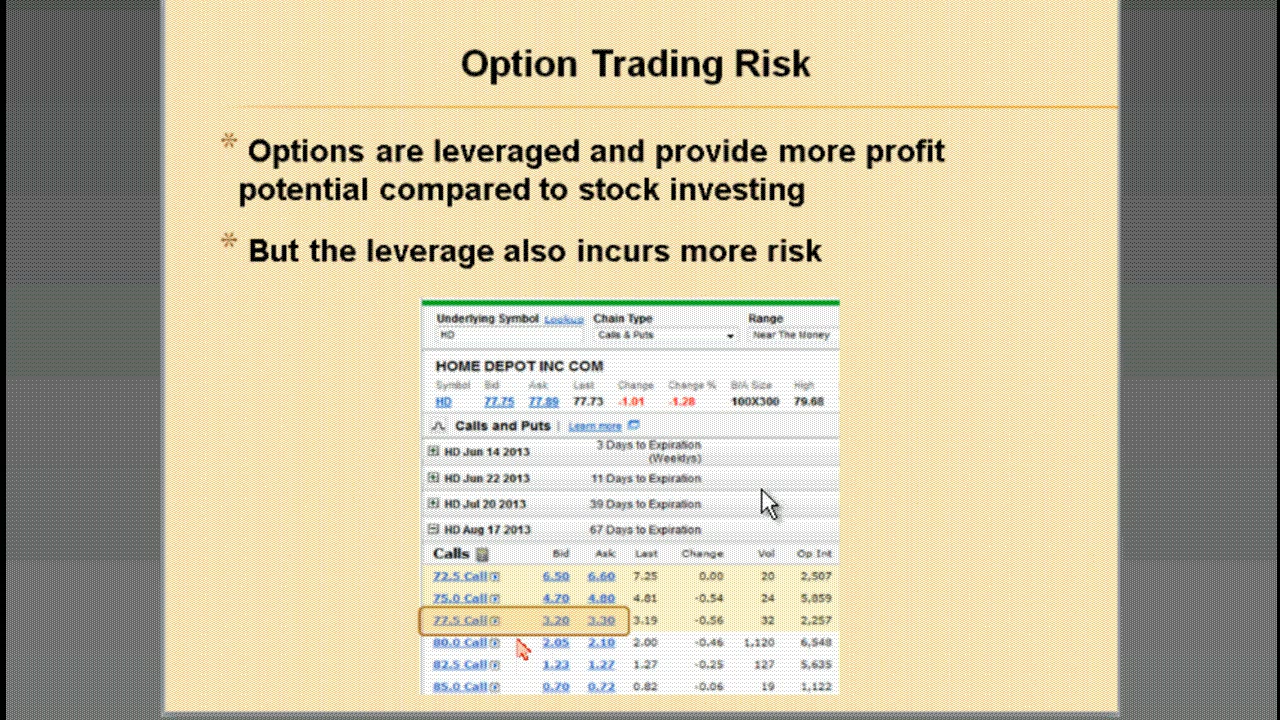 Option Trading Risk
* Options are leveraged and provide more profit
potential compared to stock investing
* But the leverage also incurs more risk
Underlying Symbol Lookup Chain Type Range
HD Calls & Puts Near The Money
HOME DEPOT INC COM
Symbol Bid Ask Last Change Change % B/A Size High
HD 77.75 77.89 77.73 -1.01 -1.28 100X300 79.68
Calls and Puts | Learn more
HD Jun 14 2013 3 Days to Expiration
(Weeklys)
HD Jun 22 2013 11 Days to Expiration
HD Jul 20 2013 39 Days to Expiration
HD Aug 17 2013 67 Days to Expiration
Calls Bid Ask Last Change Vol Op Int
72.5 Call 6.50 6.60 7.25 0.00 20 2,507
75.0 Call 4.70 4.80 4.81 -0.54 24 5,859
77.5 Call 3.20 3.30 3.19 -0.56 32 2,257
80.0 Call 2.05 2.10 2.00 -0.46 1,120 6,548
82.5 Call 1.23 1.27 1.27 -0.25 127 5,635
85.0 Call 0.70 0.72 0.82 -0.06 19 1,122